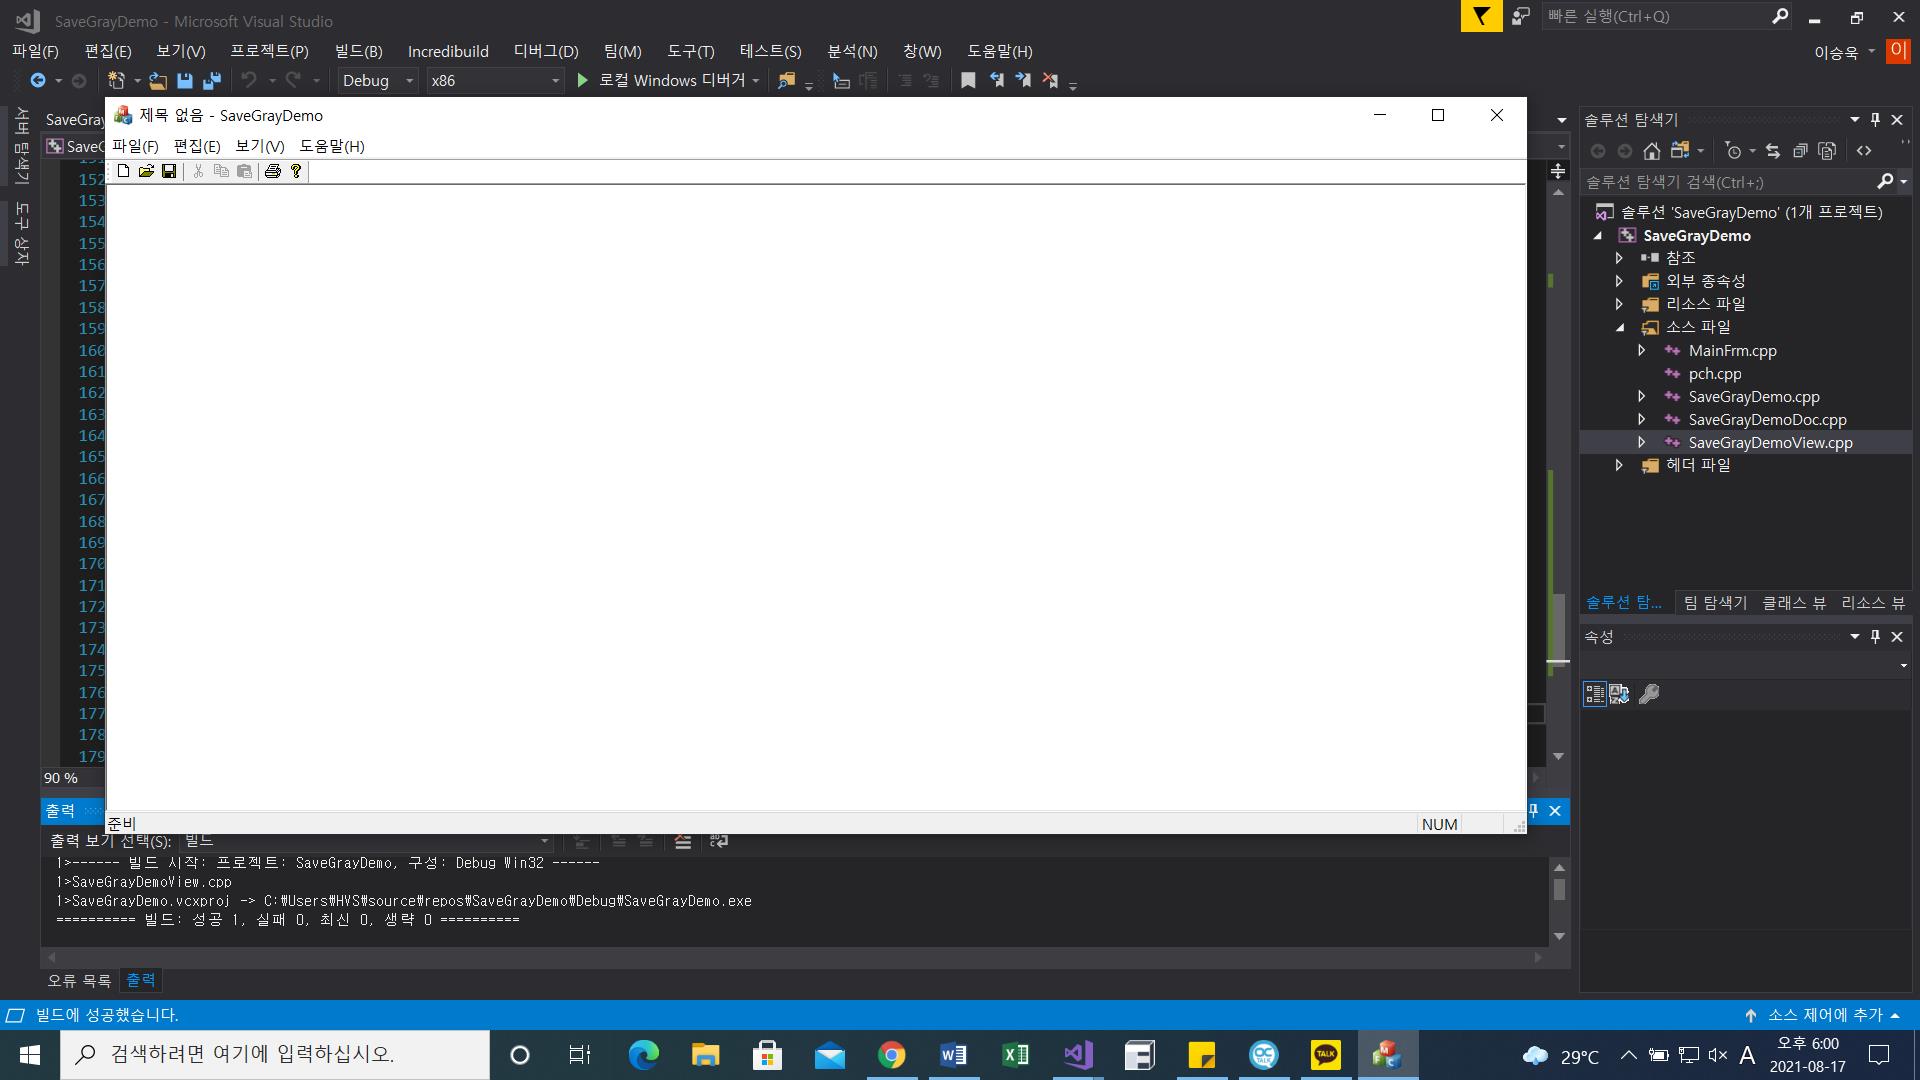 SaveGrayDemo - Microsoft Visual Studio
빠른 실행(Ctrl+Q)
파일(F) 편집(E) 보기(V) 프로젝트(P) 빌드(B) Incredibuild 디버그(D) 팀(M) 도구(T) 테스트(S) 분석(N) 창(W) 도움말(H)
이승욱 이
Debug x86 로컬 Windows 디버거
서버 탐색기
도구 상자
SaveGray
SaveG
제목 없음 - SaveGrayDemo
파일(F) 편집(E) 보기(V) 도움말(H)
152
153
154
155
156
157
158
159
160
161
162
163
164
165
166
167
168
169
170
171
172
173
174
175
176
177
178
179
90 %
준비 NUM
출력
출력 보기 선택(S): 빌드
1>------ 빌드 시작: 프로젝트: SaveGrayDemo, 구성: Debug Win32 ------
1>SaveGrayDemoView.cpp
1>SaveGrayDemo.vcxproj -> C:₩Users₩HVS₩source₩repos₩SaveGrayDemo₩Debug₩SaveGrayDemo.exe
========== 빌드: 성공 1, 실패 0, 최신 0, 생략 0 ==========
오류 목록 출력
솔루션 탐색기
솔루션 탐색기 검색(Ctrl+;)
솔루션 'SaveGrayDemo' (1개 프로젝트)
SaveGrayDemo
참조
외부 종속성
리소스 파일
소스 파일
MainFrm.cpp
pch.cpp
SaveGrayDemo.cpp
SaveGrayDemoDoc.cpp
SaveGrayDemoView.cpp
헤더 파일
솔루션 탐... 팀 탐색기 클래스 뷰 리소스 뷰
속성
빌드에 성공했습니다.
소스 제어에 추가
검색하려면 여기에 입력하십시오.
29°C A 오후 6:00
2021-08-17